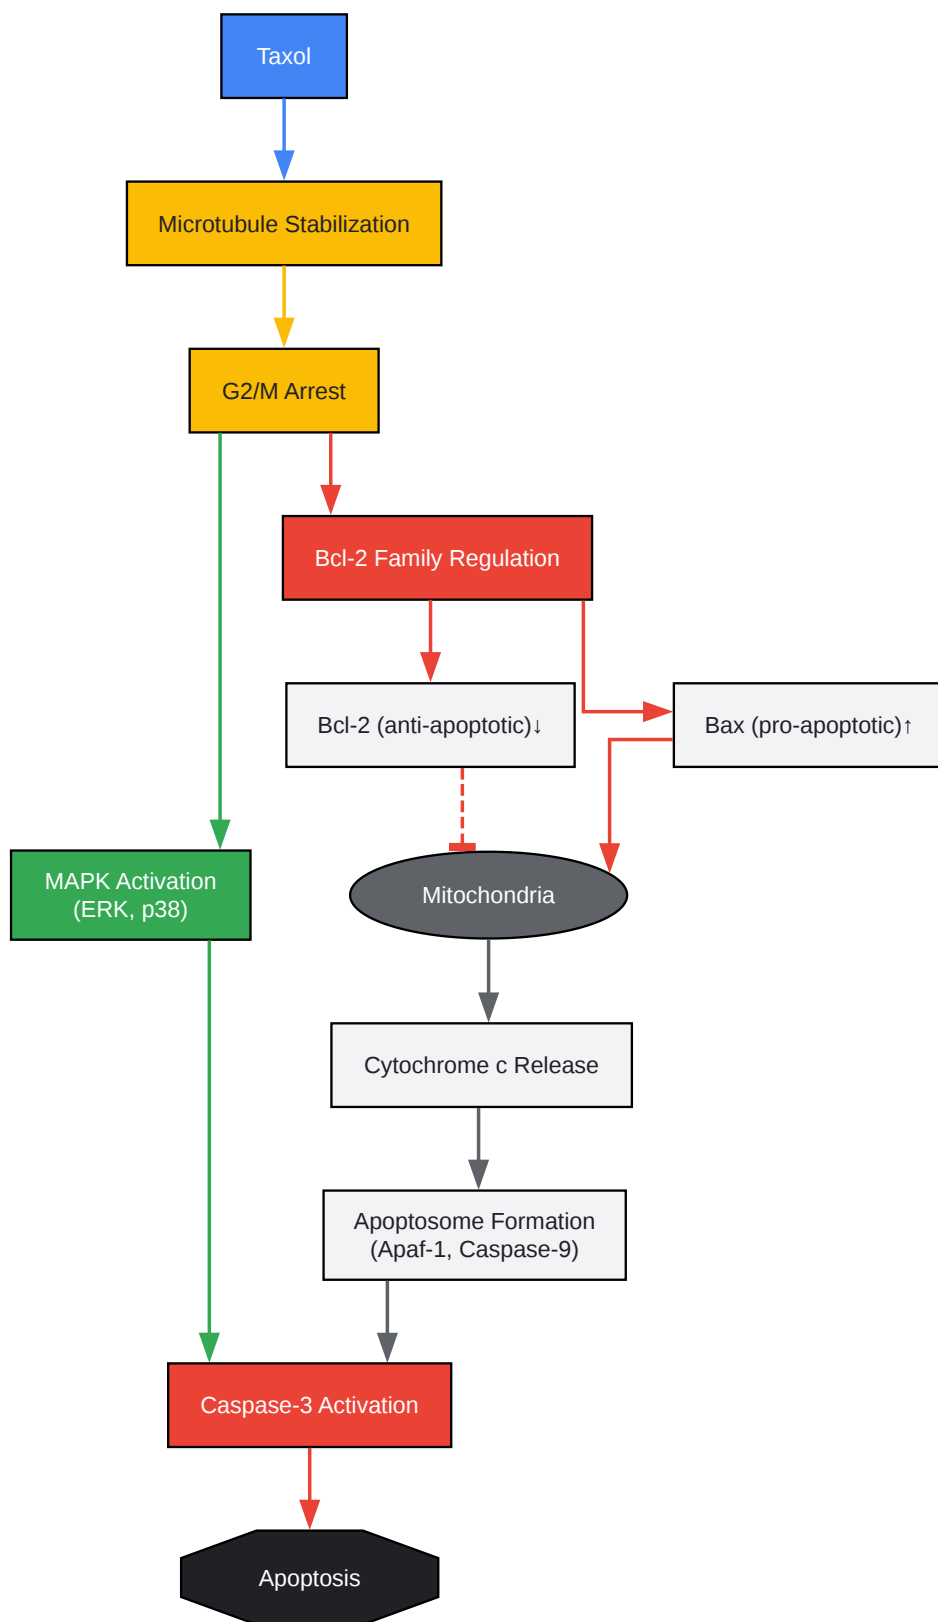 Taxol
Microtubule Stabilization
G2/M Arrest
Bcl-2 Family Regulation
Bcl-2 (anti-apoptotic)↓
Bax (pro-apoptotic)↑
MAPK Activation
(ERK, p38)
Mitochondria
Cytochrome c Release
Apoptosome Formation
(Apaf-1, Caspase-9)
Caspase-3 Activation
Apoptosis